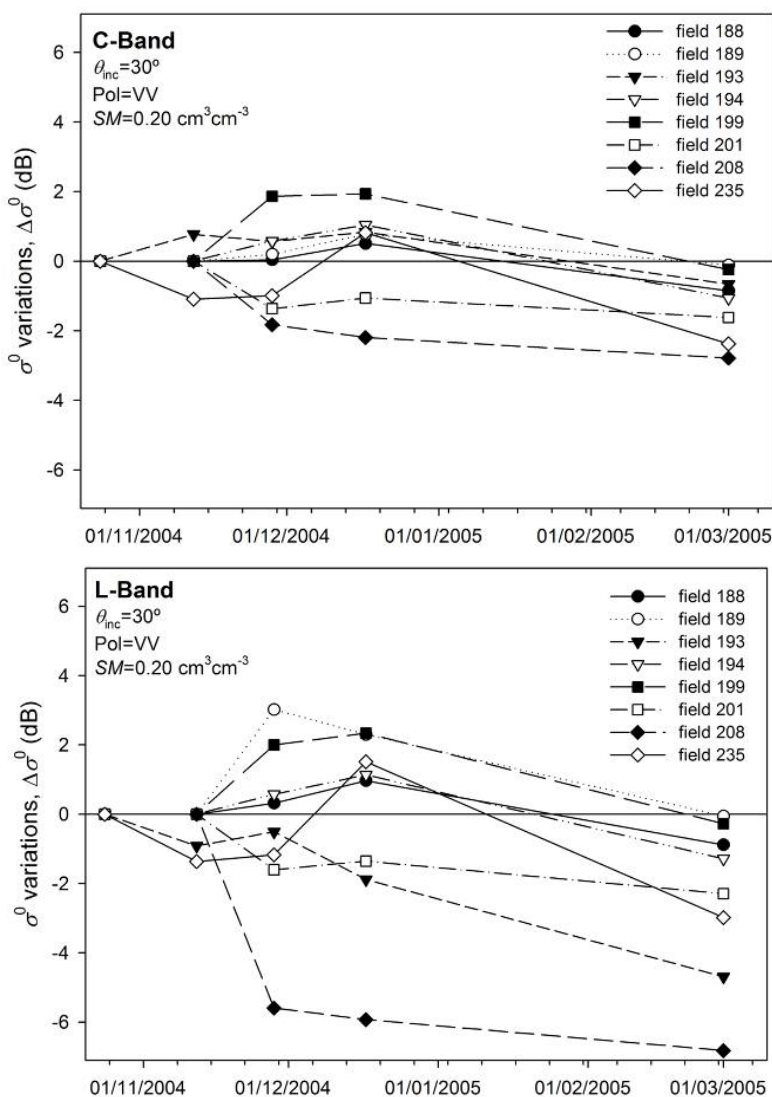 C-Band
θinc=30º
Pol=VV
SM=0.20 cm³cm⁻³
field 188
field 189
field 193
field 194
field 199
field 201
field 208
field 235
σ⁰ variations, Δσ⁰ (dB)
6
4
2
0
-2
-4
-6
01/11/2004 01/12/2004 01/01/2005 01/02/2005 01/03/2005
L-Band
θinc=30º
Pol=VV
SM=0.20 cm³cm⁻³
field 188
field 189
field 193
field 194
field 199
field 201
field 208
field 235
σ⁰ variations, Δσ⁰ (dB)
6
4
2
0
-2
-4
-6
01/11/2004 01/12/2004 01/01/2005 01/02/2005 01/03/2005